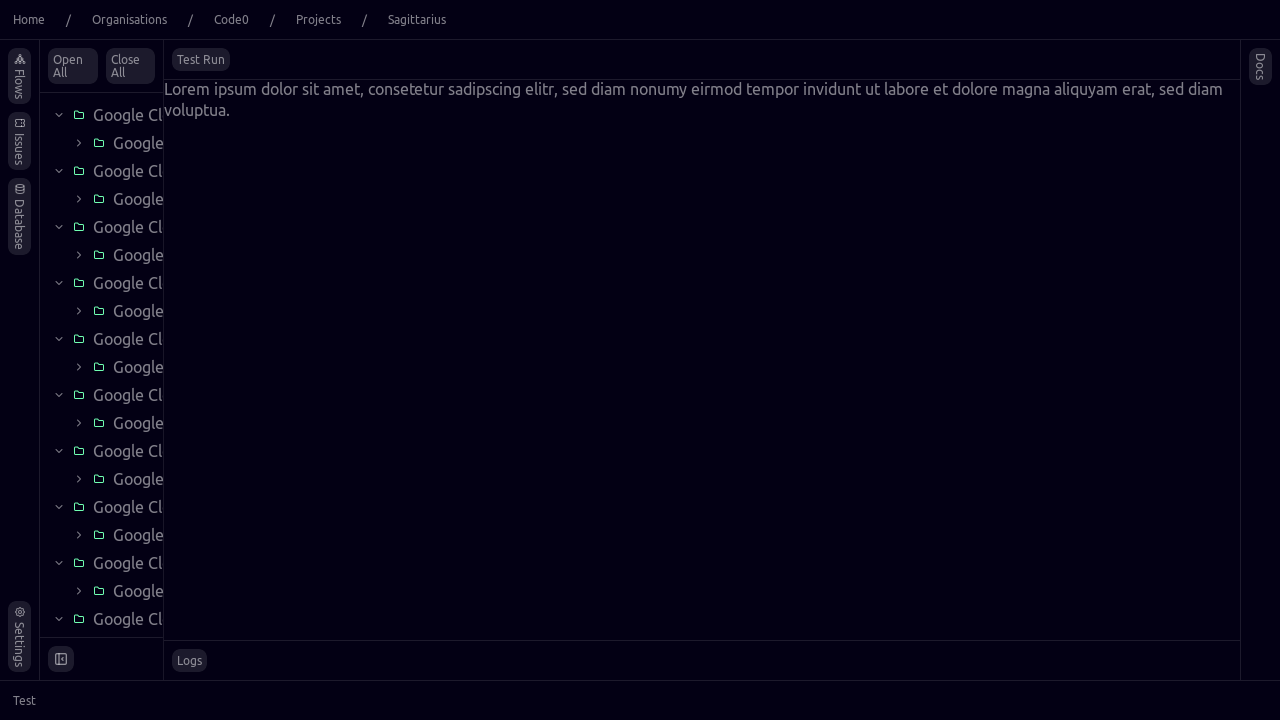 Home / Organisations / Code0 / Projects / Sagittarius
Flows
Issues
Database
Settings
Open All
Close All
Google Cl
Google
Google Cl
Google
Google Cl
Google
Google Cl
Google
Google Cl
Google
Google Cl
Google
Google Cl
Google
Google Cl
Google
Google Cl
Google
Google Cl
Test Run
Lorem ipsum dolor sit amet, consetetur sadipscing elitr, sed diam nonumy eirmod tempor invidunt ut labore et dolore magna aliquyam erat, sed diam
voluptua.
Logs
Docs
Test